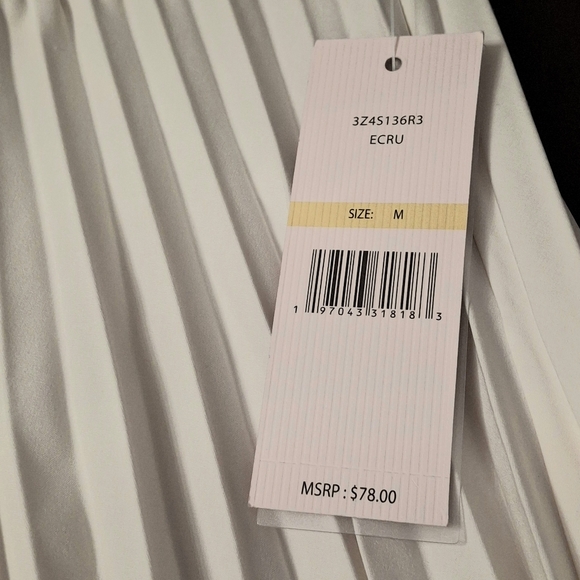 3Z4S136R3
ECRU
SIZE: M
1 97043 31818 3
MSRP : $78.00